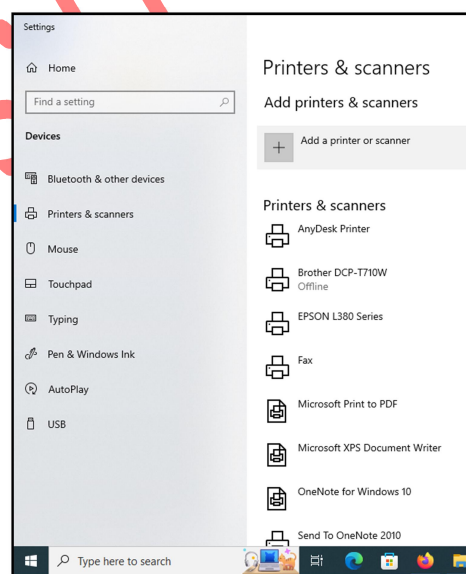 Settings
Home
Find a setting
Devices
Bluetooth & other devices
Printers & scanners
Mouse
Touchpad
Typing
Pen & Windows Ink
AutoPlay
USB
Printers & scanners
Add printers & scanners
Add a printer or scanner
Printers & scanners
AnyDesk Printer
Brother DCP-T710W
Offline
EPSON L380 Series
Fax
Microsoft Print to PDF
Microsoft XPS Document Writer
OneNote for Windows 10
Send To OneNote 2010
Type here to search